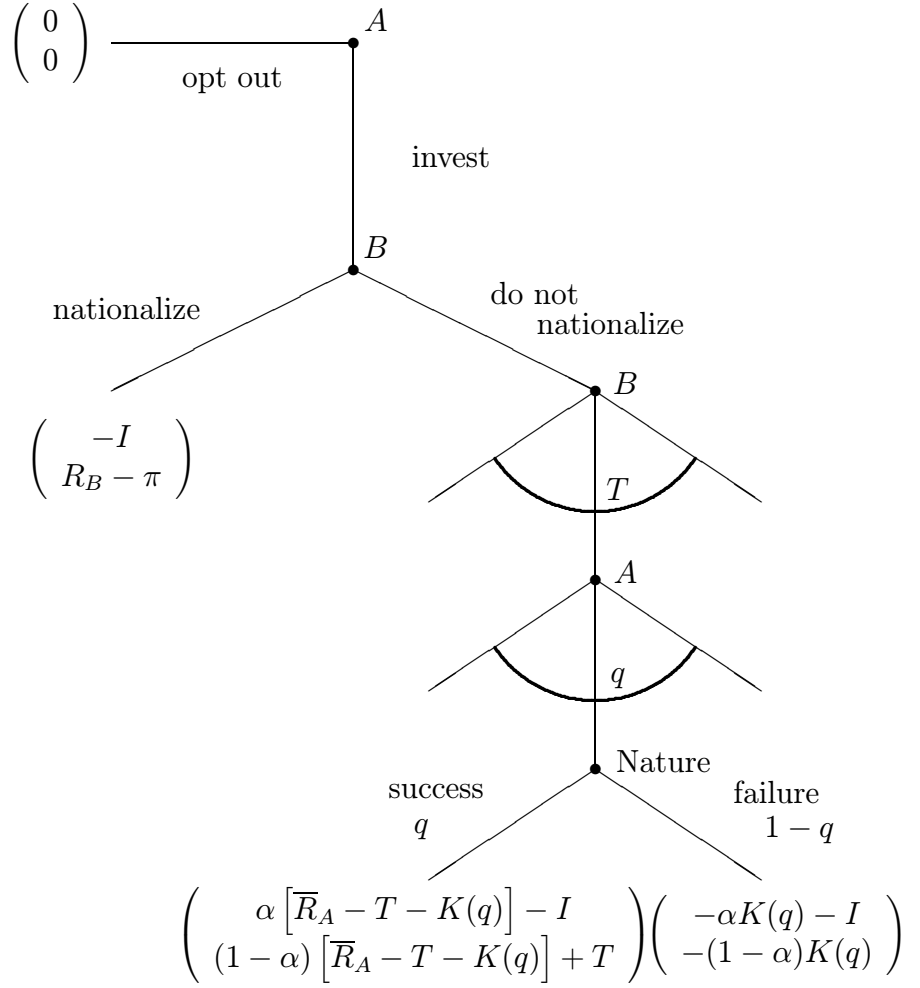 0
0
A
opt out
invest
B
nationalize
do not
nationalize
B
−I
R_B − π
T
A
q
Nature
success
q
failure
1 − q
α [R̅_A − T − K(q)] − I
(1 − α) [R̅_A − T − K(q)] + T
−αK(q) − I
−(1 − α)K(q)